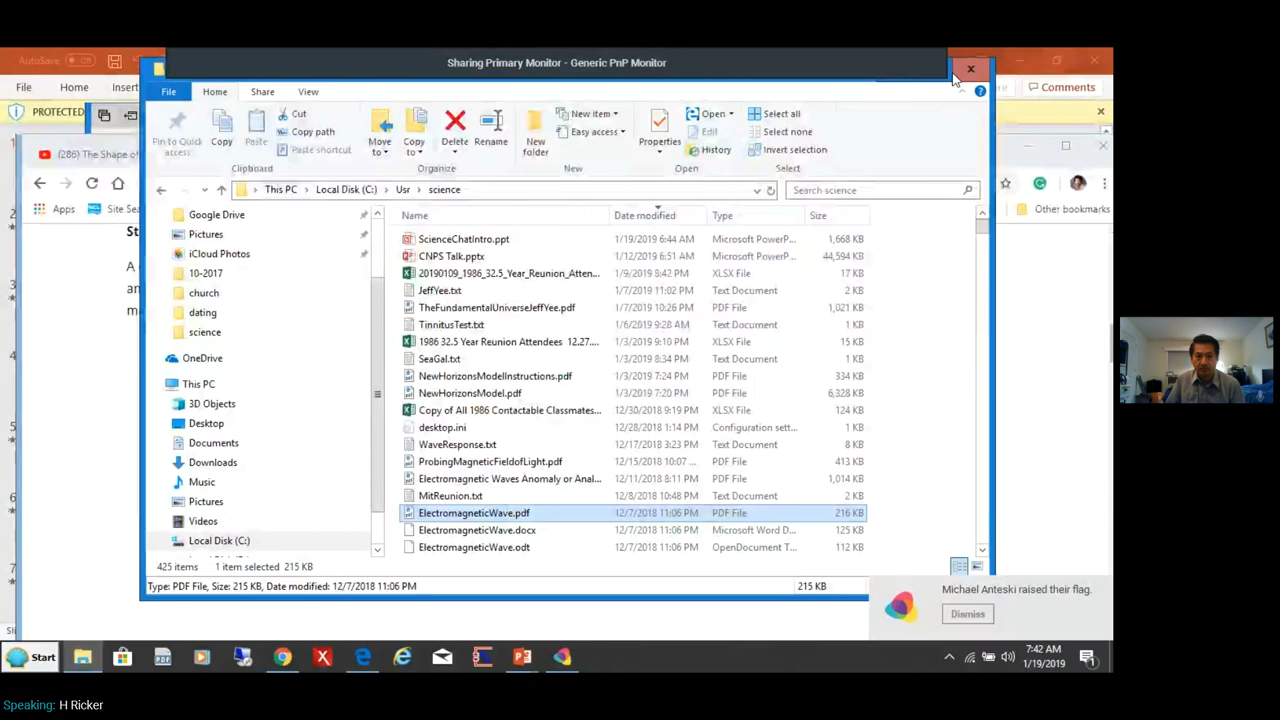 AutoSave
Sharing Primary Monitor - Generic PnP Monitor
File Home Insert
File Home Share View
Comments
PROTECTED
Pin to Quick access
Copy
Paste
Cut
Copy path
Paste shortcut
Move to
Copy to
Delete
Rename
New folder
New item
Easy access
Properties
Open
Edit
History
Select all
Select none
Invert selection
Clipboard Organize New Open Select
(286) The Shape of
This PC Local Disk (C:) Usr science
Search science
Apps Site Sea
Other bookmarks
Google Drive
Pictures
iCloud Photos
10-2017
church
dating
science
OneDrive
This PC
3D Objects
Desktop
Documents
Downloads
Music
Pictures
Videos
Local Disk (C:)
Name Date modified Type Size
ScienceChatIntro.ppt 1/19/2019 6:44 AM Microsoft PowerP... 1,668 KB
CNPS Talk.pptx 1/12/2019 6:51 AM Microsoft PowerP... 44,594 KB
20190109_1986_32.5_Year_Reunion_Atten... 1/9/2019 8:42 PM XLSX File 17 KB
JeffYee.txt 1/7/2019 11:02 PM Text Document 2 KB
TheFundamentalUniverseJeffYee.pdf 1/7/2019 10:26 PM PDF File 1,021 KB
TinnitusTest.txt 1/6/2019 9:28 AM Text Document 1 KB
1986 32.5 Year Reunion Attendees 12.27.... 1/3/2019 9:10 PM XLSX File 15 KB
SeaGal.txt 1/3/2019 8:34 PM Text Document 1 KB
NewHorizonsModelInstructions.pdf 1/3/2019 7:24 PM PDF File 334 KB
NewHorizonsModel.pdf 1/3/2019 7:20 PM PDF File 6,328 KB
Copy of All 1986 Contactable Classmates... 12/30/2018 9:19 PM XLSX File 124 KB
desktop.ini 12/28/2018 1:14 PM Configuration sett... 1 KB
WaveResponse.txt 12/17/2018 3:23 PM Text Document 8 KB
ProbingMagneticFieldofLight.pdf 12/15/2018 10:07 ... PDF File 413 KB
Electromagnetic Waves Anomaly or Anal... 12/11/2018 8:11 PM PDF File 1,014 KB
MitReunion.txt 12/8/2018 10:48 PM Text Document 2 KB
ElectromagneticWave.pdf 12/7/2018 11:06 PM PDF File 216 KB
ElectromagneticWave.docx 12/7/2018 11:06 PM Microsoft Word D... 125 KB
ElectromagneticWave.odt 12/7/2018 11:06 PM OpenDocument T... 112 KB
425 items 1 item selected 215 KB
Type: PDF File, Size: 215 KB, Date modified: 12/7/2018 11:06 PM 215 KB
Michael Anteski raised their flag.
Dismiss
Start
7:42 AM
1/19/2019
Speaking: H Ricker